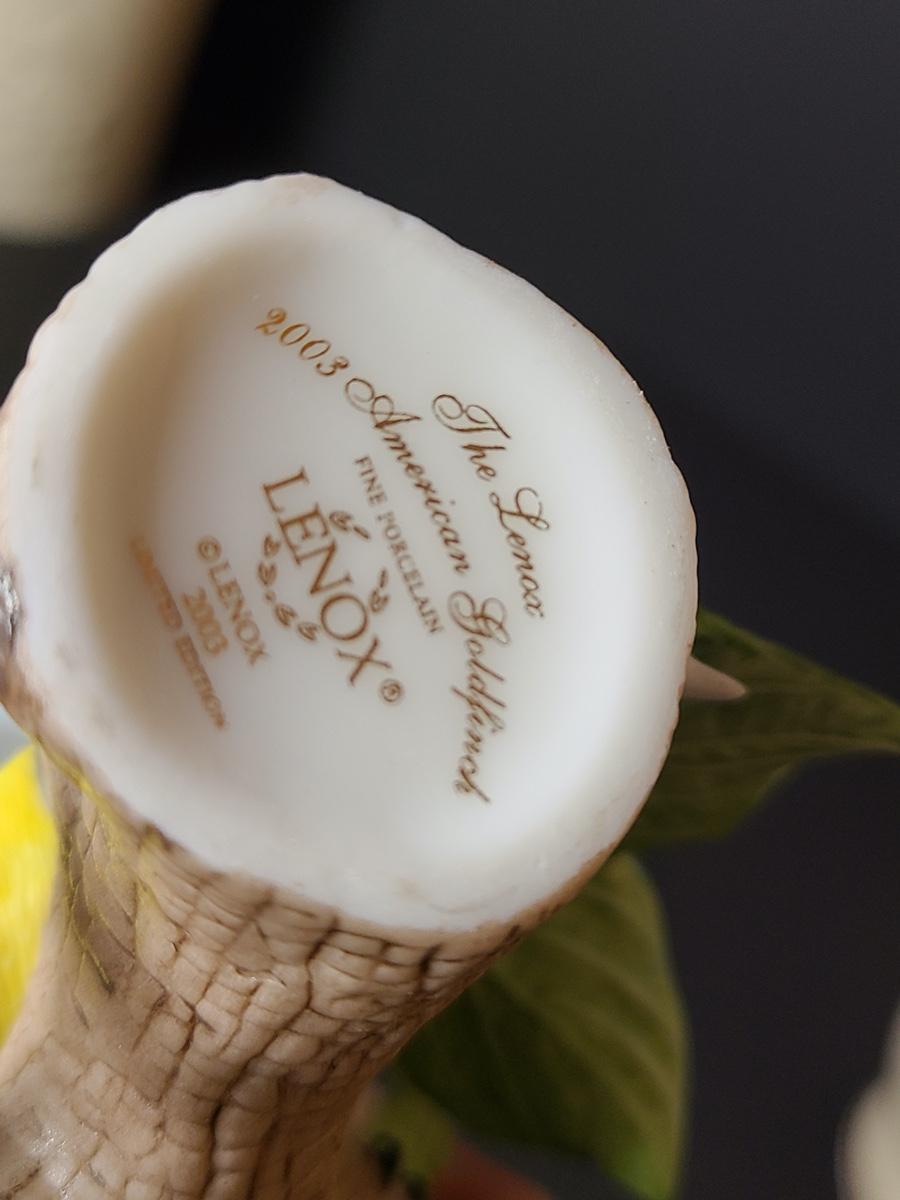 The Lenox
2003 American Goldfinch
FINE PORCELAIN
LENOX®
© LENOX
2003
LIMITED EDITION